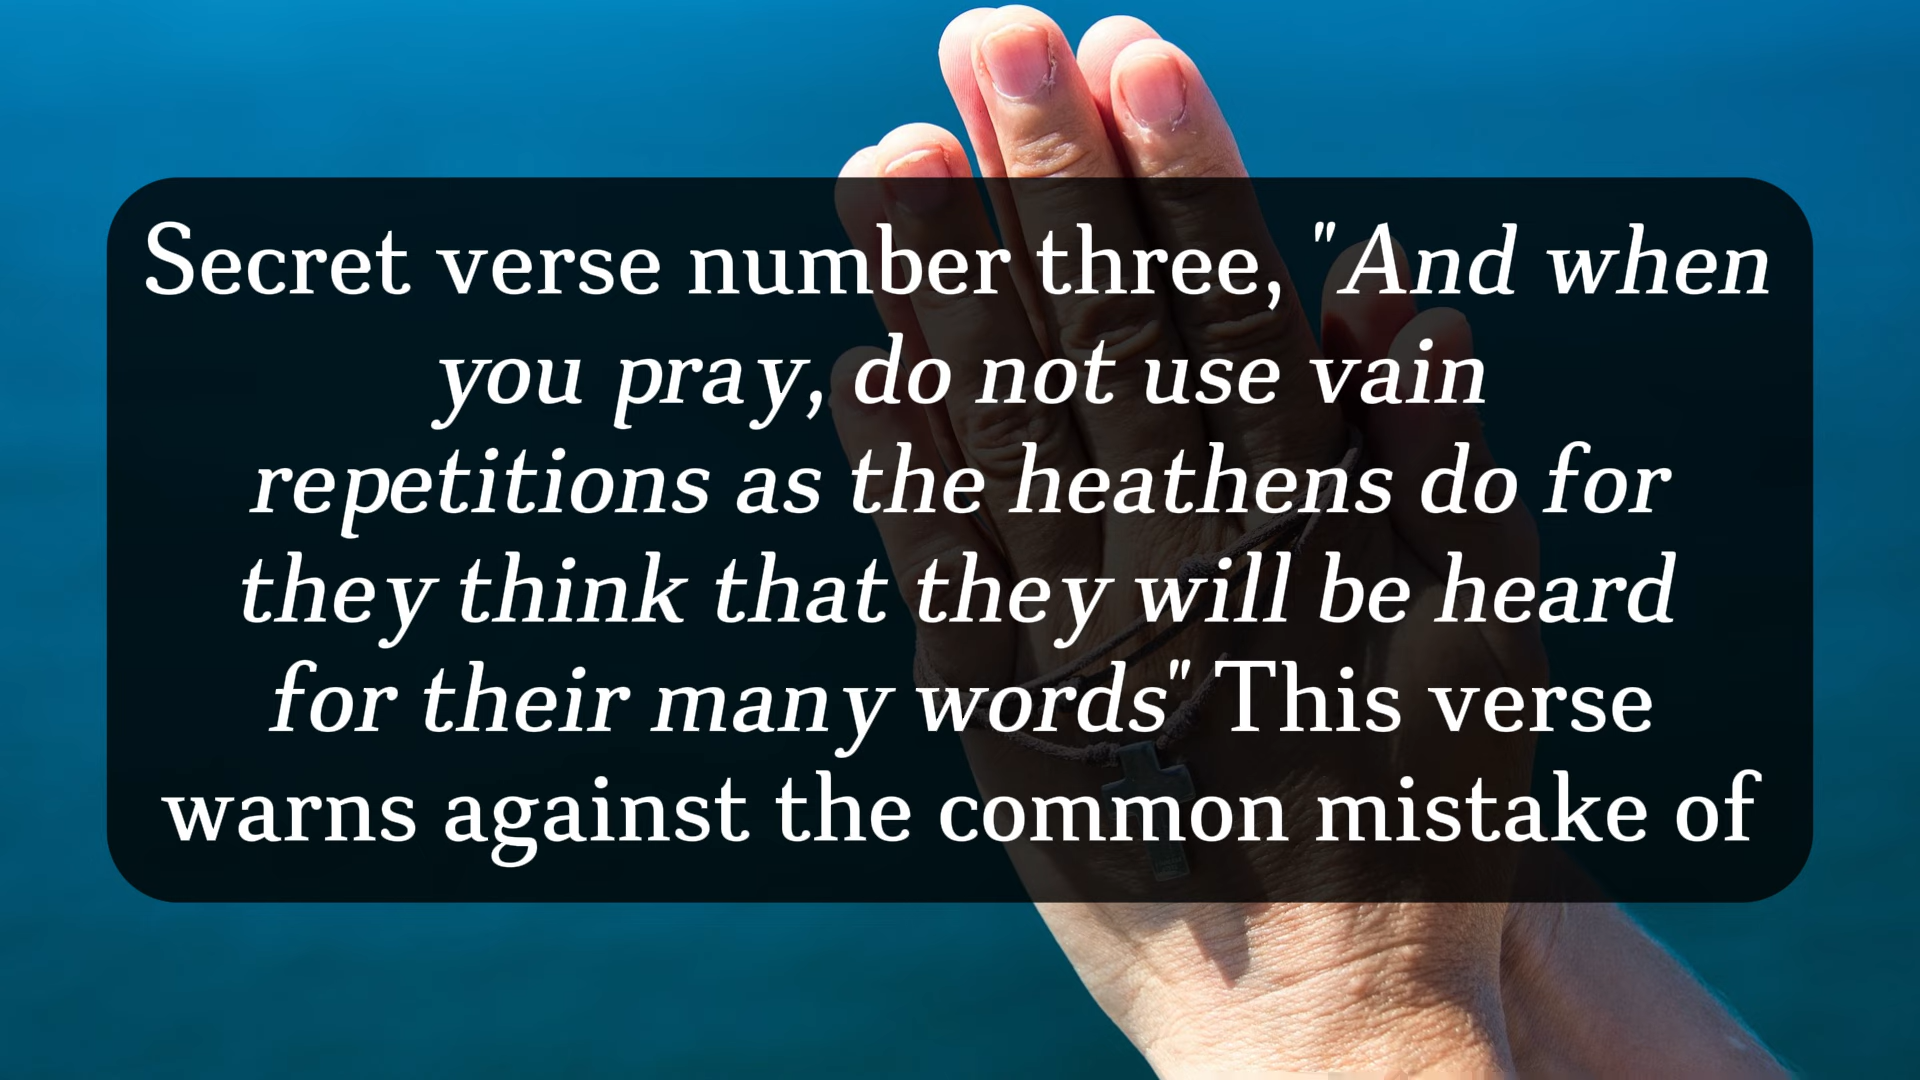 Secret verse number three, "And when
you pray, do not use vain
repetitions as the heathens do for
they think that they will be heard
for their many words" This verse
warns against the common mistake of